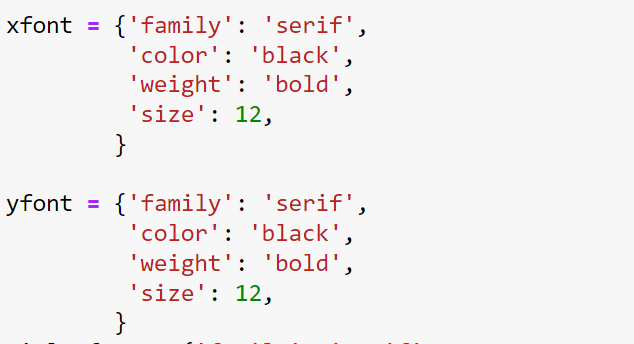 xfont = {'family': 'serif',
'color': 'black',
'weight': 'bold',
'size': 12,
}
yfont = {'family': 'serif',
'color': 'black',
'weight': 'bold',
'size': 12,
}